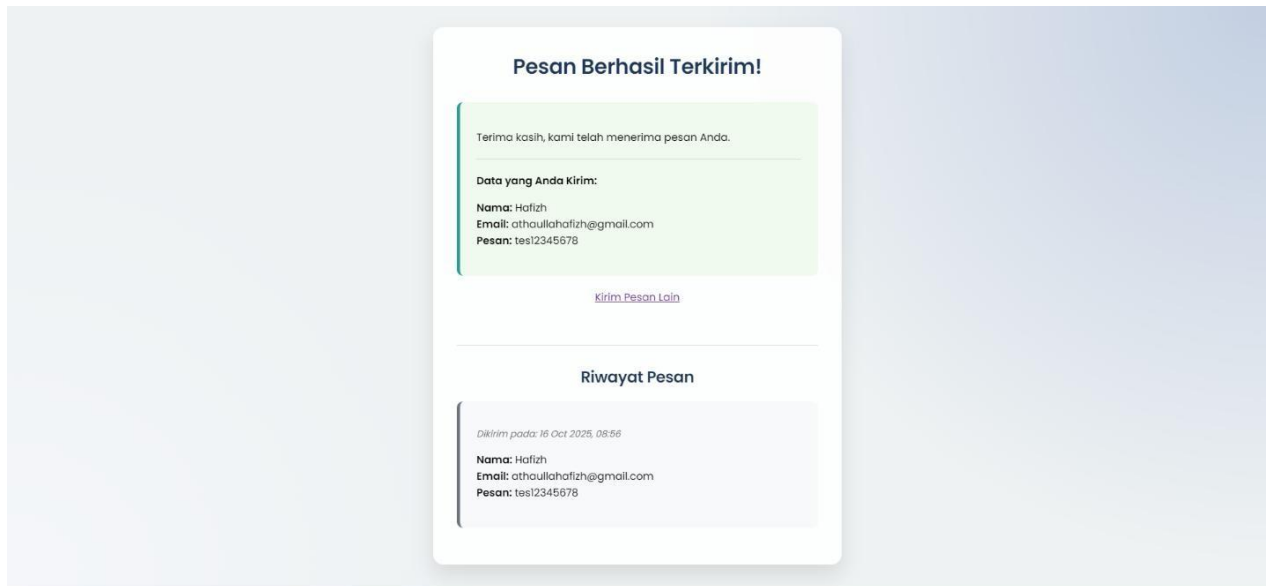 Pesan Berhasil Terkirim!
Terima kasih, kami telah menerima pesan Anda.
Data yang Anda Kirim:
Nama: Hafizh
Email: athaullahafizh@gmail.com
Pesan: tes12345678
Kirim Pesan Lain
Riwayat Pesan
Dikirim pada: 16 Oct 2025, 08:56
Nama: Hafizh
Email: athaullahafizh@gmail.com
Pesan: tes12345678